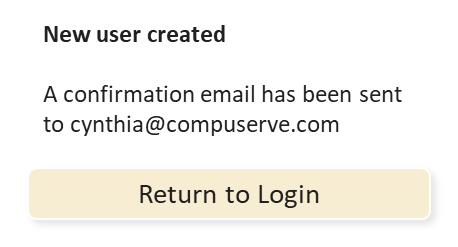 New user created
A confirmation email has been sent
to cynthia@compuserve.com
Return to Login